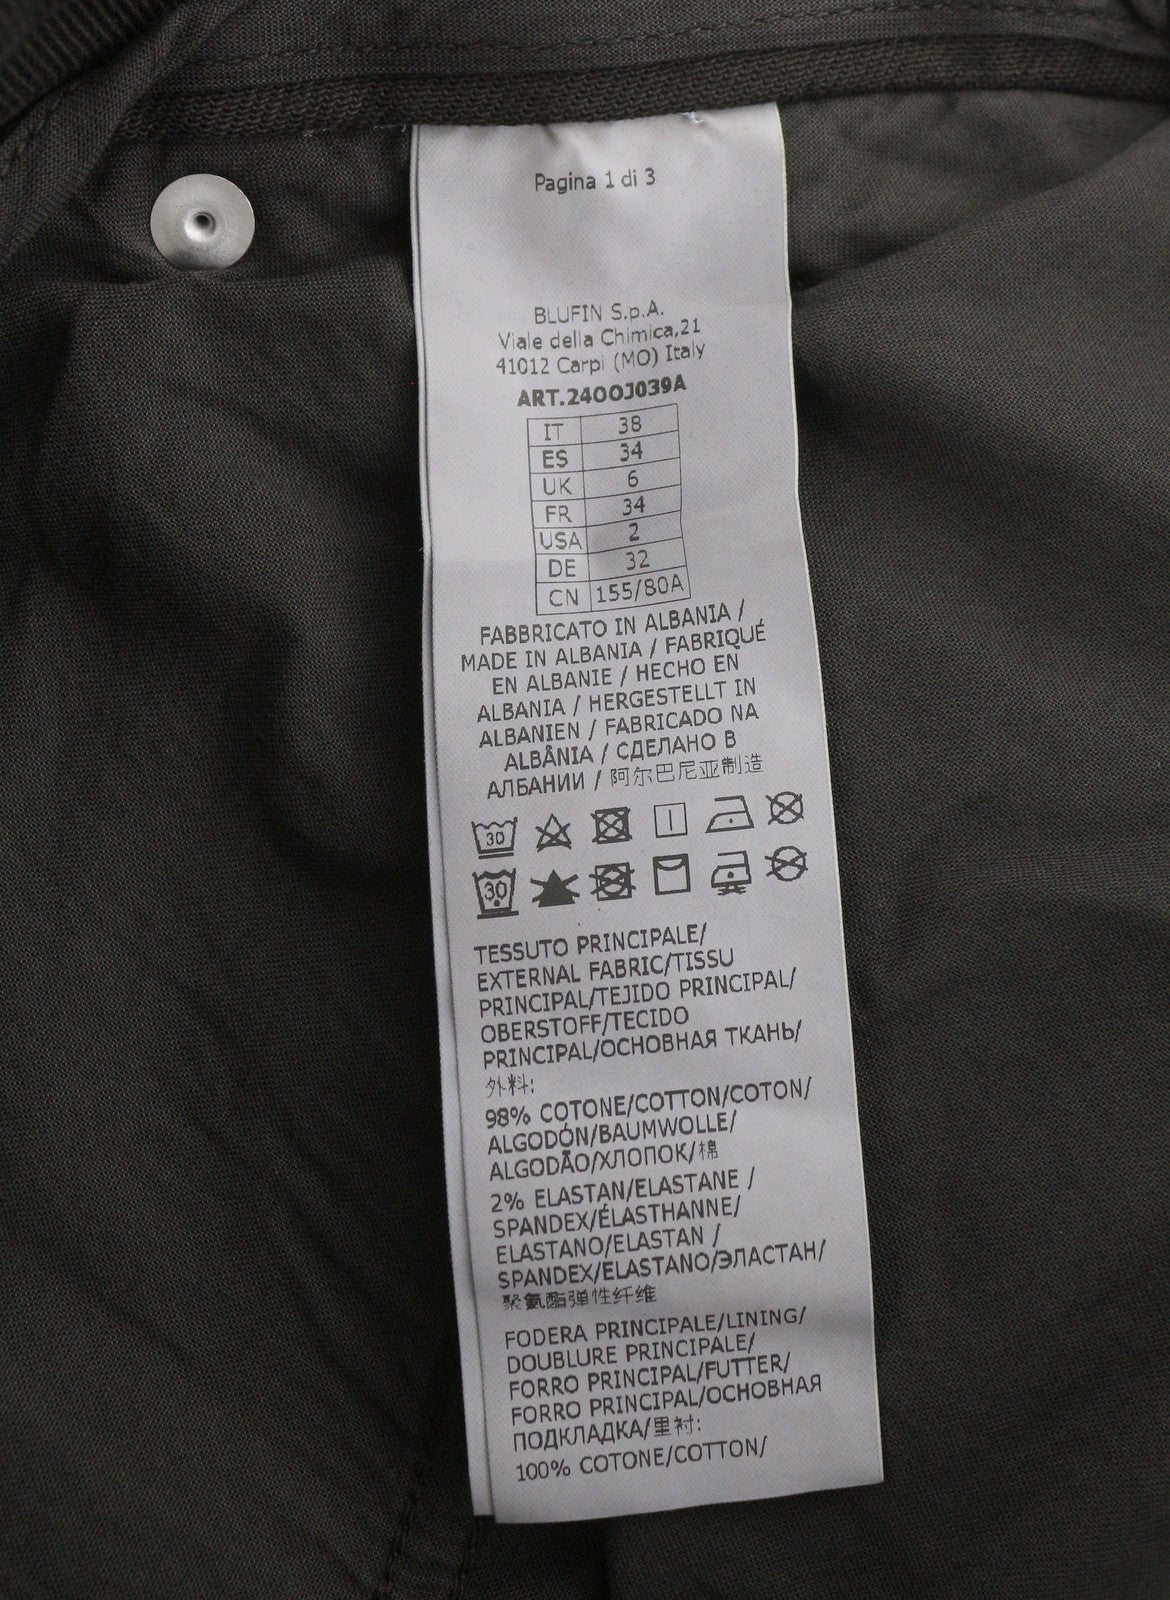 Pagina 1 di 3
BLUFIN S.p.A.
Viale della Chimica,21
41012 Carpi (MO) Italy
ART.24OOJ039A
IT 38
ES 34
UK 6
FR 34
USA 2
DE 32
CN 155/80A
FABBRICATO IN ALBANIA /
MADE IN ALBANIA / FABRIQUÉ
EN ALBANIE / HECHO EN
ALBANIA / HERGESTELLT IN
ALBANIEN / FABRICADO NA
ALBÂNIA / СДЕЛАНО В
АЛБАНИИ / 阿尔巴尼亚制造
30
30
TESSUTO PRINCIPALE/
EXTERNAL FABRIC/TISSU
PRINCIPAL/TEJIDO PRINCIPAL/
OBERSTOFF/TECIDO
PRINCIPAL/ОСНОВНАЯ ТКАНЬ/
外料:
98% COTONE/COTTON/COTON/
ALGODÓN/BAUMWOLLE/
ALGODÃO/ХЛОПОК/棉
2% ELASTAN/ELASTANE /
SPANDEX/ÉLASTHANNE/
ELASTANO/ELASTAN /
SPANDEX/ELASTANO/ЭЛАСТАН/
聚氨酯弹性纤维
FODERA PRINCIPALE/LINING/
DOUBLURE PRINCIPALE/
FORRO PRINCIPAL/FUTTER/
FORRO PRINCIPAL/ОСНОВНАЯ
ПОДКЛАДКА/里衬:
100% COTONE/COTTON/